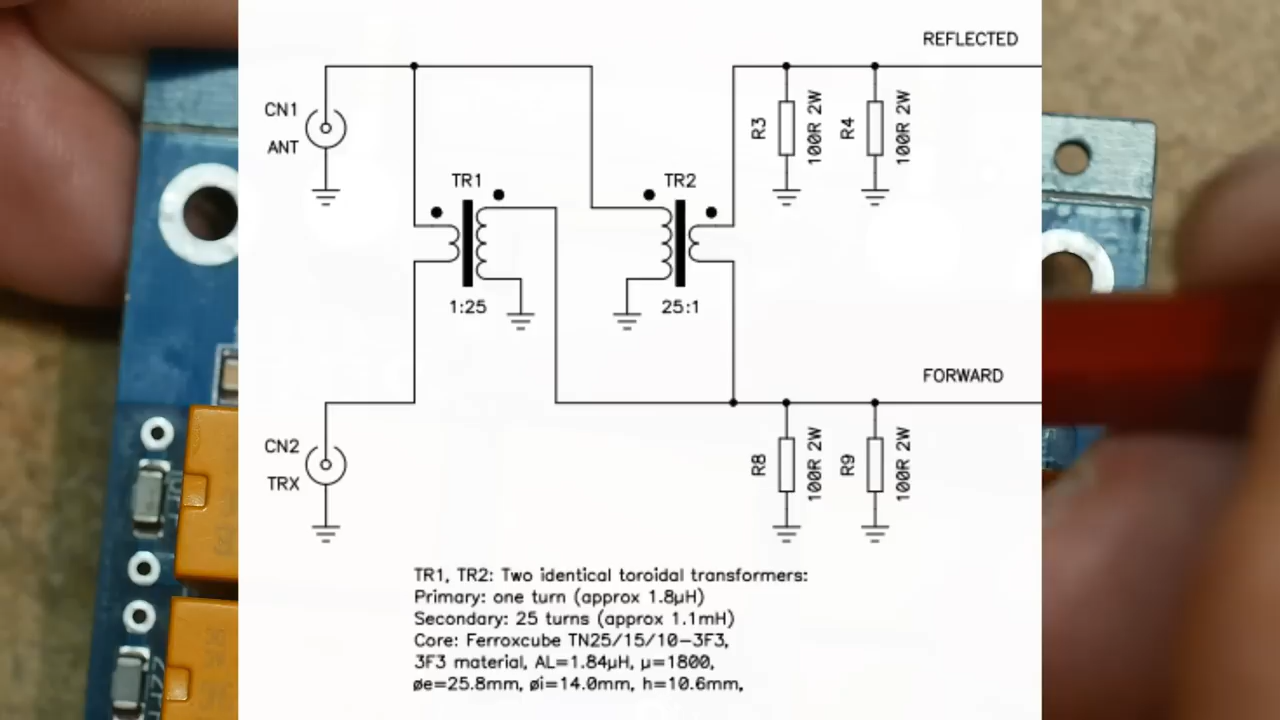 REFLECTED
CN1
ANT
R3
100R 2W
R4
100R 2W
TR1
TR2
1:25
25:1
FORWARD
CN2
TRX
R8
100R 2W
R9
100R 2W
TR1, TR2: Two identical toroidal transformers:
Primary: one turn (approx 1.8µH)
Secondary: 25 turns (approx 1.1mH)
Core: Ferroxcube TN25/15/10-3F3,
3F3 material, AL=1.84µH, µ=1800,
øe=25.8mm, øi=14.0mm, h=10.6mm,